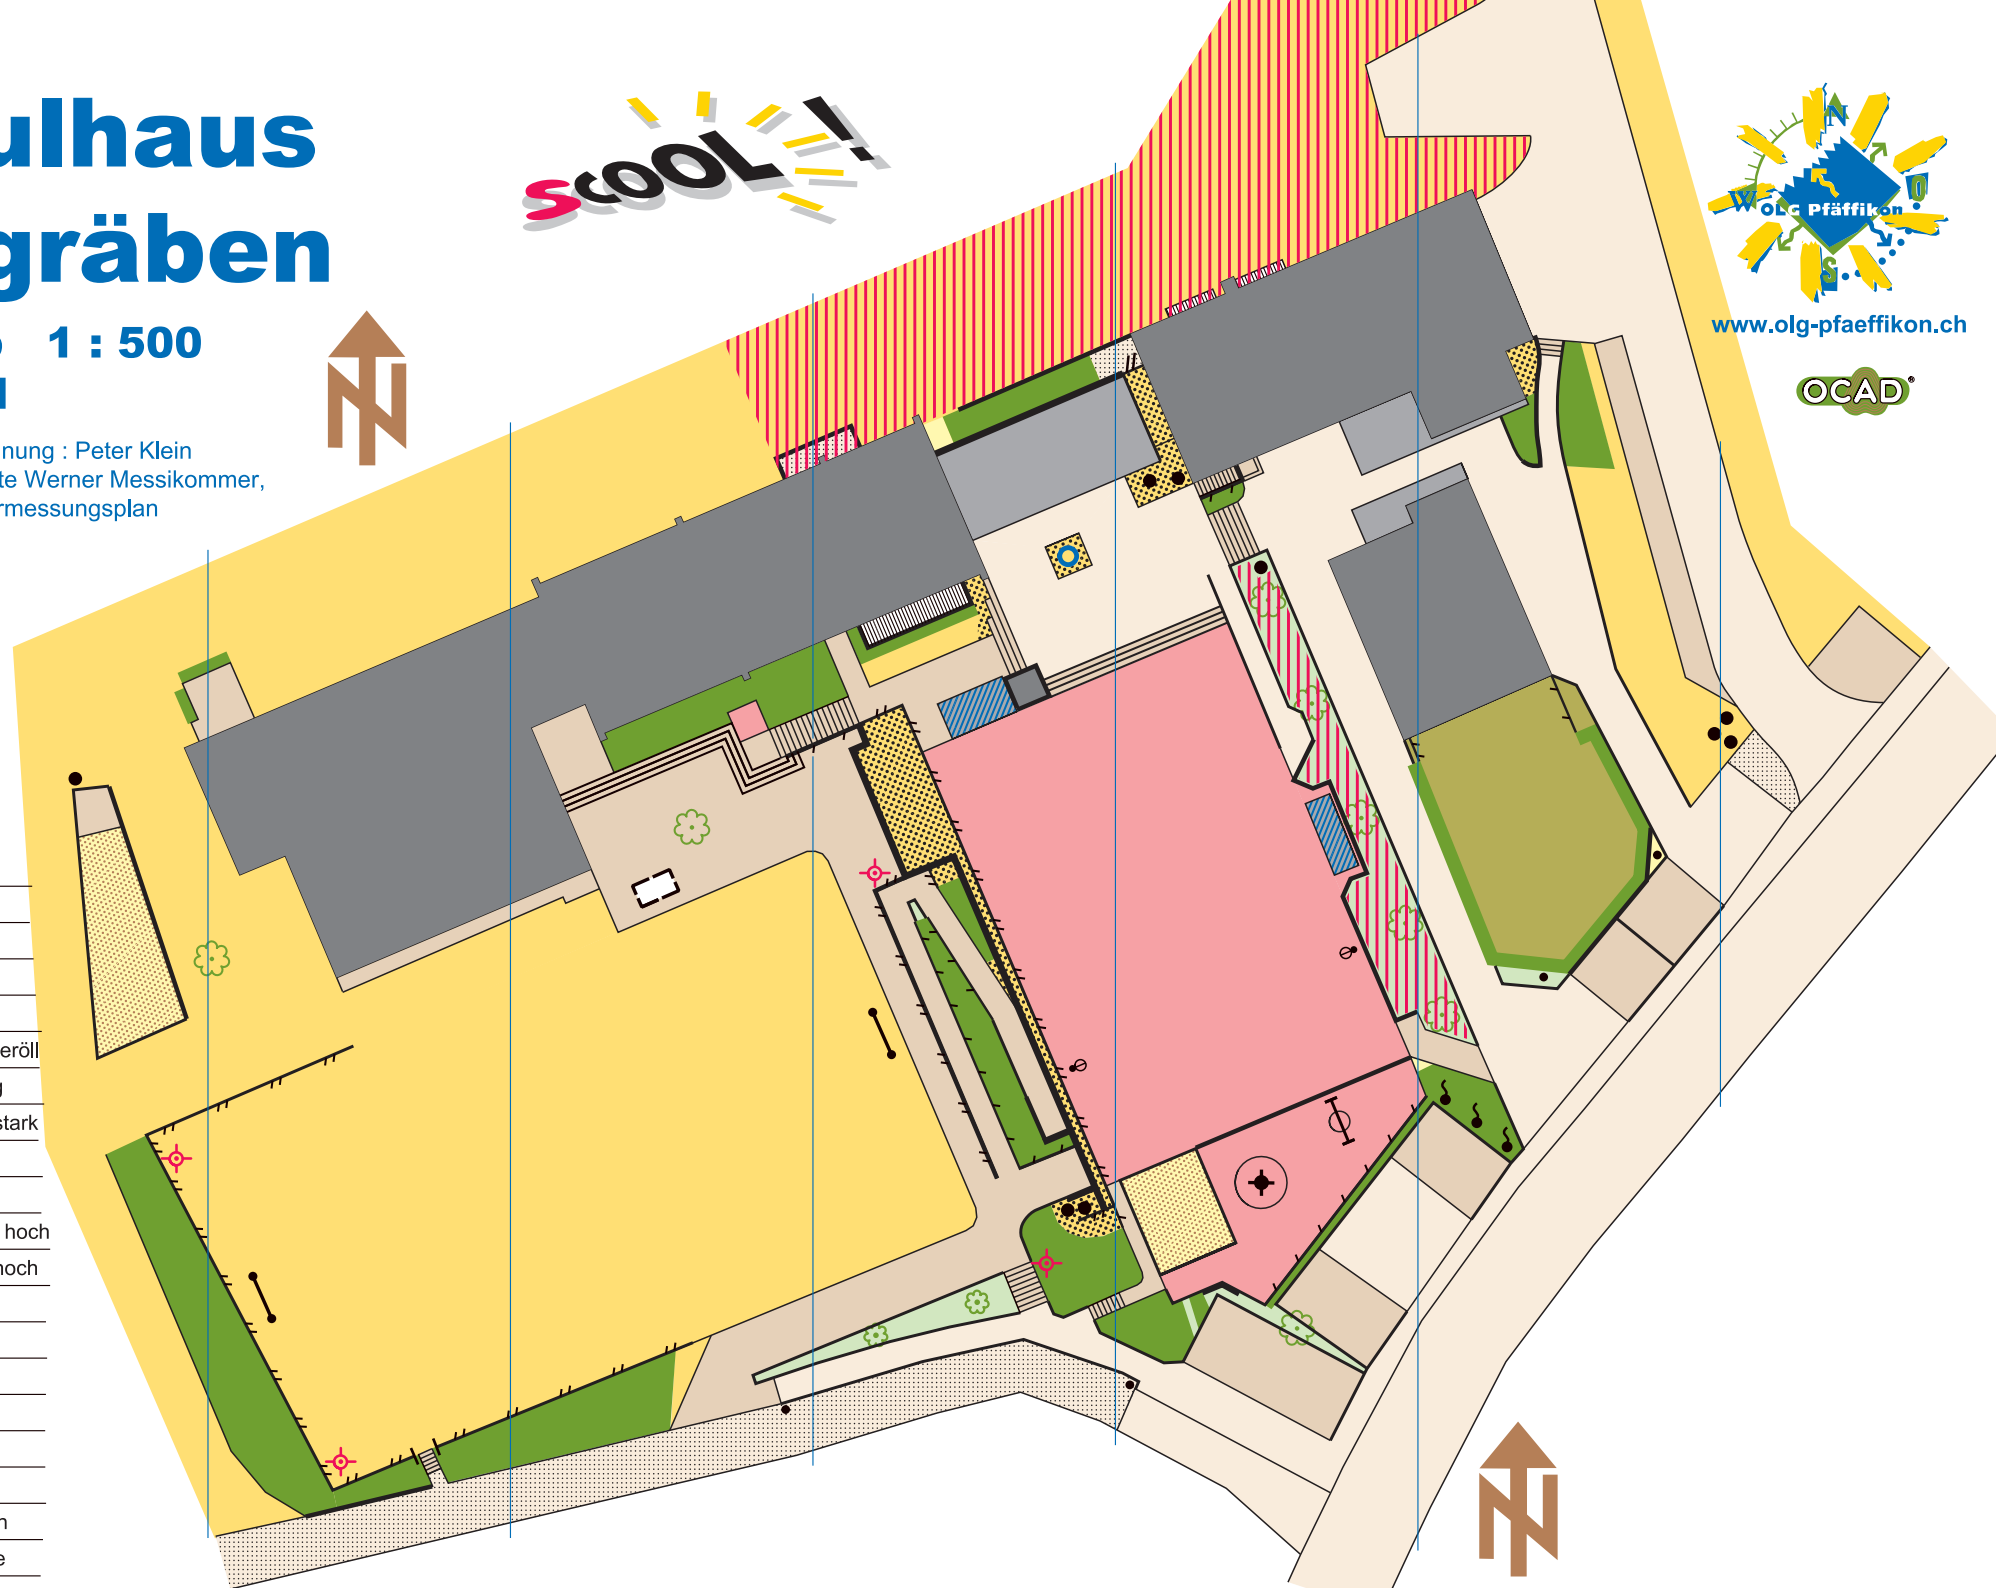 ulhaus
gräben
1 : 500
nung : Peter Klein
te Werner Messikommer,
rmessungsplan
eröll
g
stark
hoch
hoch
n
e
scOOL !
N
W OLG Pfäffikon O
S
www.olg-pfaeffikon.ch
OCAD®
N
N